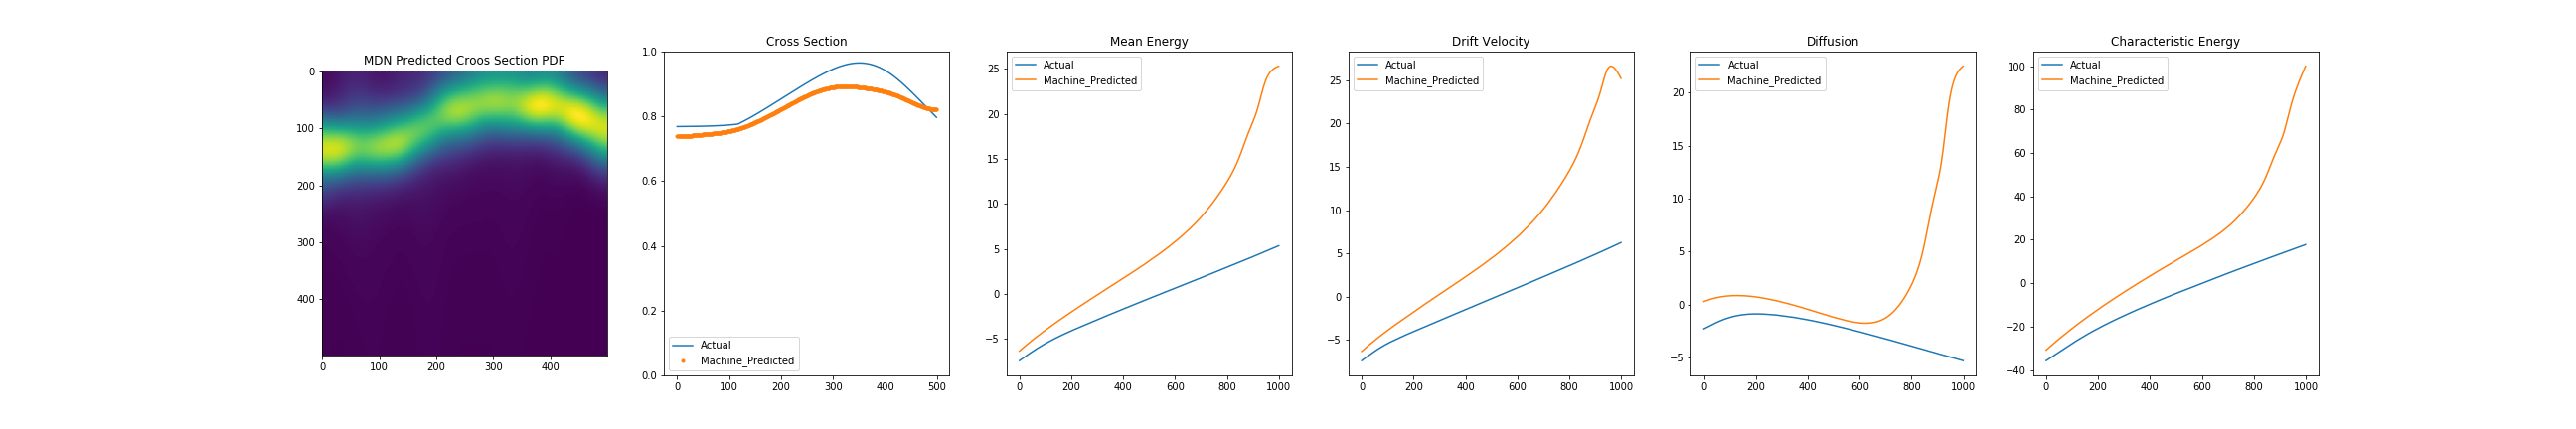 MDN Predicted Croos Section PDF
0
100
200
300
400
0 100 200 300 400
Cross Section
1.0
0.8
0.6
0.4
0.2
0.0
Actual
Machine_Predicted
0 100 200 300 400 500
Mean Energy
Actual
Machine_Predicted
25
20
15
10
5
0
−5
0 200 400 600 800 1000
Drift Velocity
Actual
Machine_Predicted
25
20
15
10
5
0
−5
0 200 400 600 800 1000
Diffusion
Actual
Machine_Predicted
20
15
10
5
0
−5
0 200 400 600 800 1000
Characteristic Energy
Actual
Machine_Predicted
100
80
60
40
20
0
−20
−40
0 200 400 600 800 1000